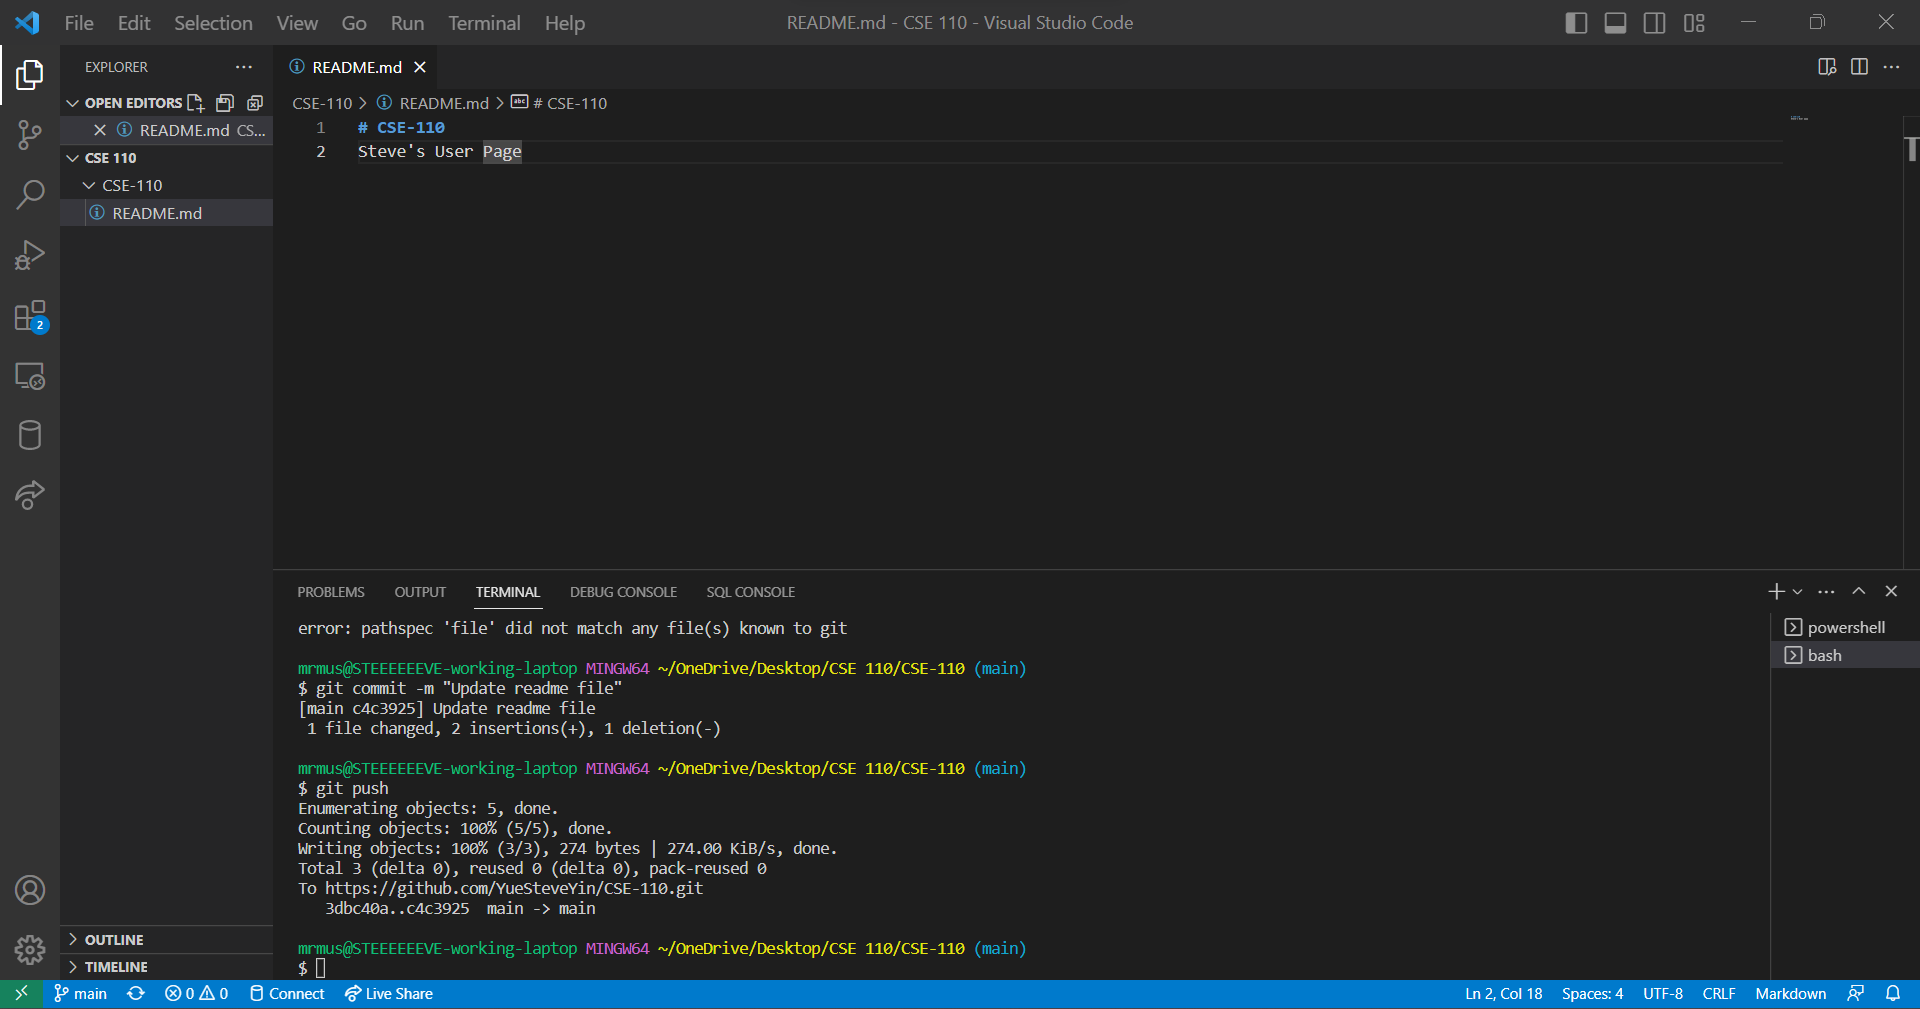 File Edit Selection View Go Run Terminal Help README.md - CSE 110 - Visual Studio Code
EXPLORER
OPEN EDITORS
README.md CS...
CSE 110
CSE-110
README.md
OUTLINE
TIMELINE
2
README.md
CSE-110 > README.md > # CSE-110
1 # CSE-110
2 Steve's User Page
PROBLEMS OUTPUT TERMINAL DEBUG CONSOLE SQL CONSOLE
error: pathspec 'file' did not match any file(s) known to git
mrmus@STEEEEEEVE-working-laptop MINGW64 ~/OneDrive/Desktop/CSE 110/CSE-110 (main)
$ git commit -m "Update readme file"
[main c4c3925] Update readme file
1 file changed, 2 insertions(+), 1 deletion(-)
mrmus@STEEEEEEVE-working-laptop MINGW64 ~/OneDrive/Desktop/CSE 110/CSE-110 (main)
$ git push
Enumerating objects: 5, done.
Counting objects: 100% (5/5), done.
Writing objects: 100% (3/3), 274 bytes | 274.00 KiB/s, done.
Total 3 (delta 0), reused 0 (delta 0), pack-reused 0
To https://github.com/YueSteveYin/CSE-110.git
3dbc40a..c4c3925 main -> main
mrmus@STEEEEEEVE-working-laptop MINGW64 ~/OneDrive/Desktop/CSE 110/CSE-110 (main)
$
powershell
bash
main 0 0 Connect Live Share Ln 2, Col 18 Spaces: 4 UTF-8 CRLF Markdown